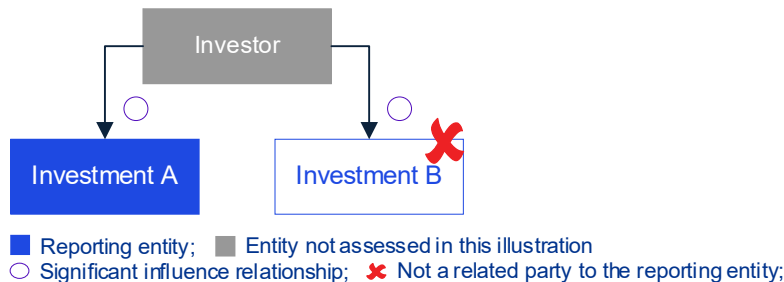 Investor
Investment A
Investment B
Reporting entity; Entity not assessed in this illustration
Significant influence relationship; Not a related party to the reporting entity;